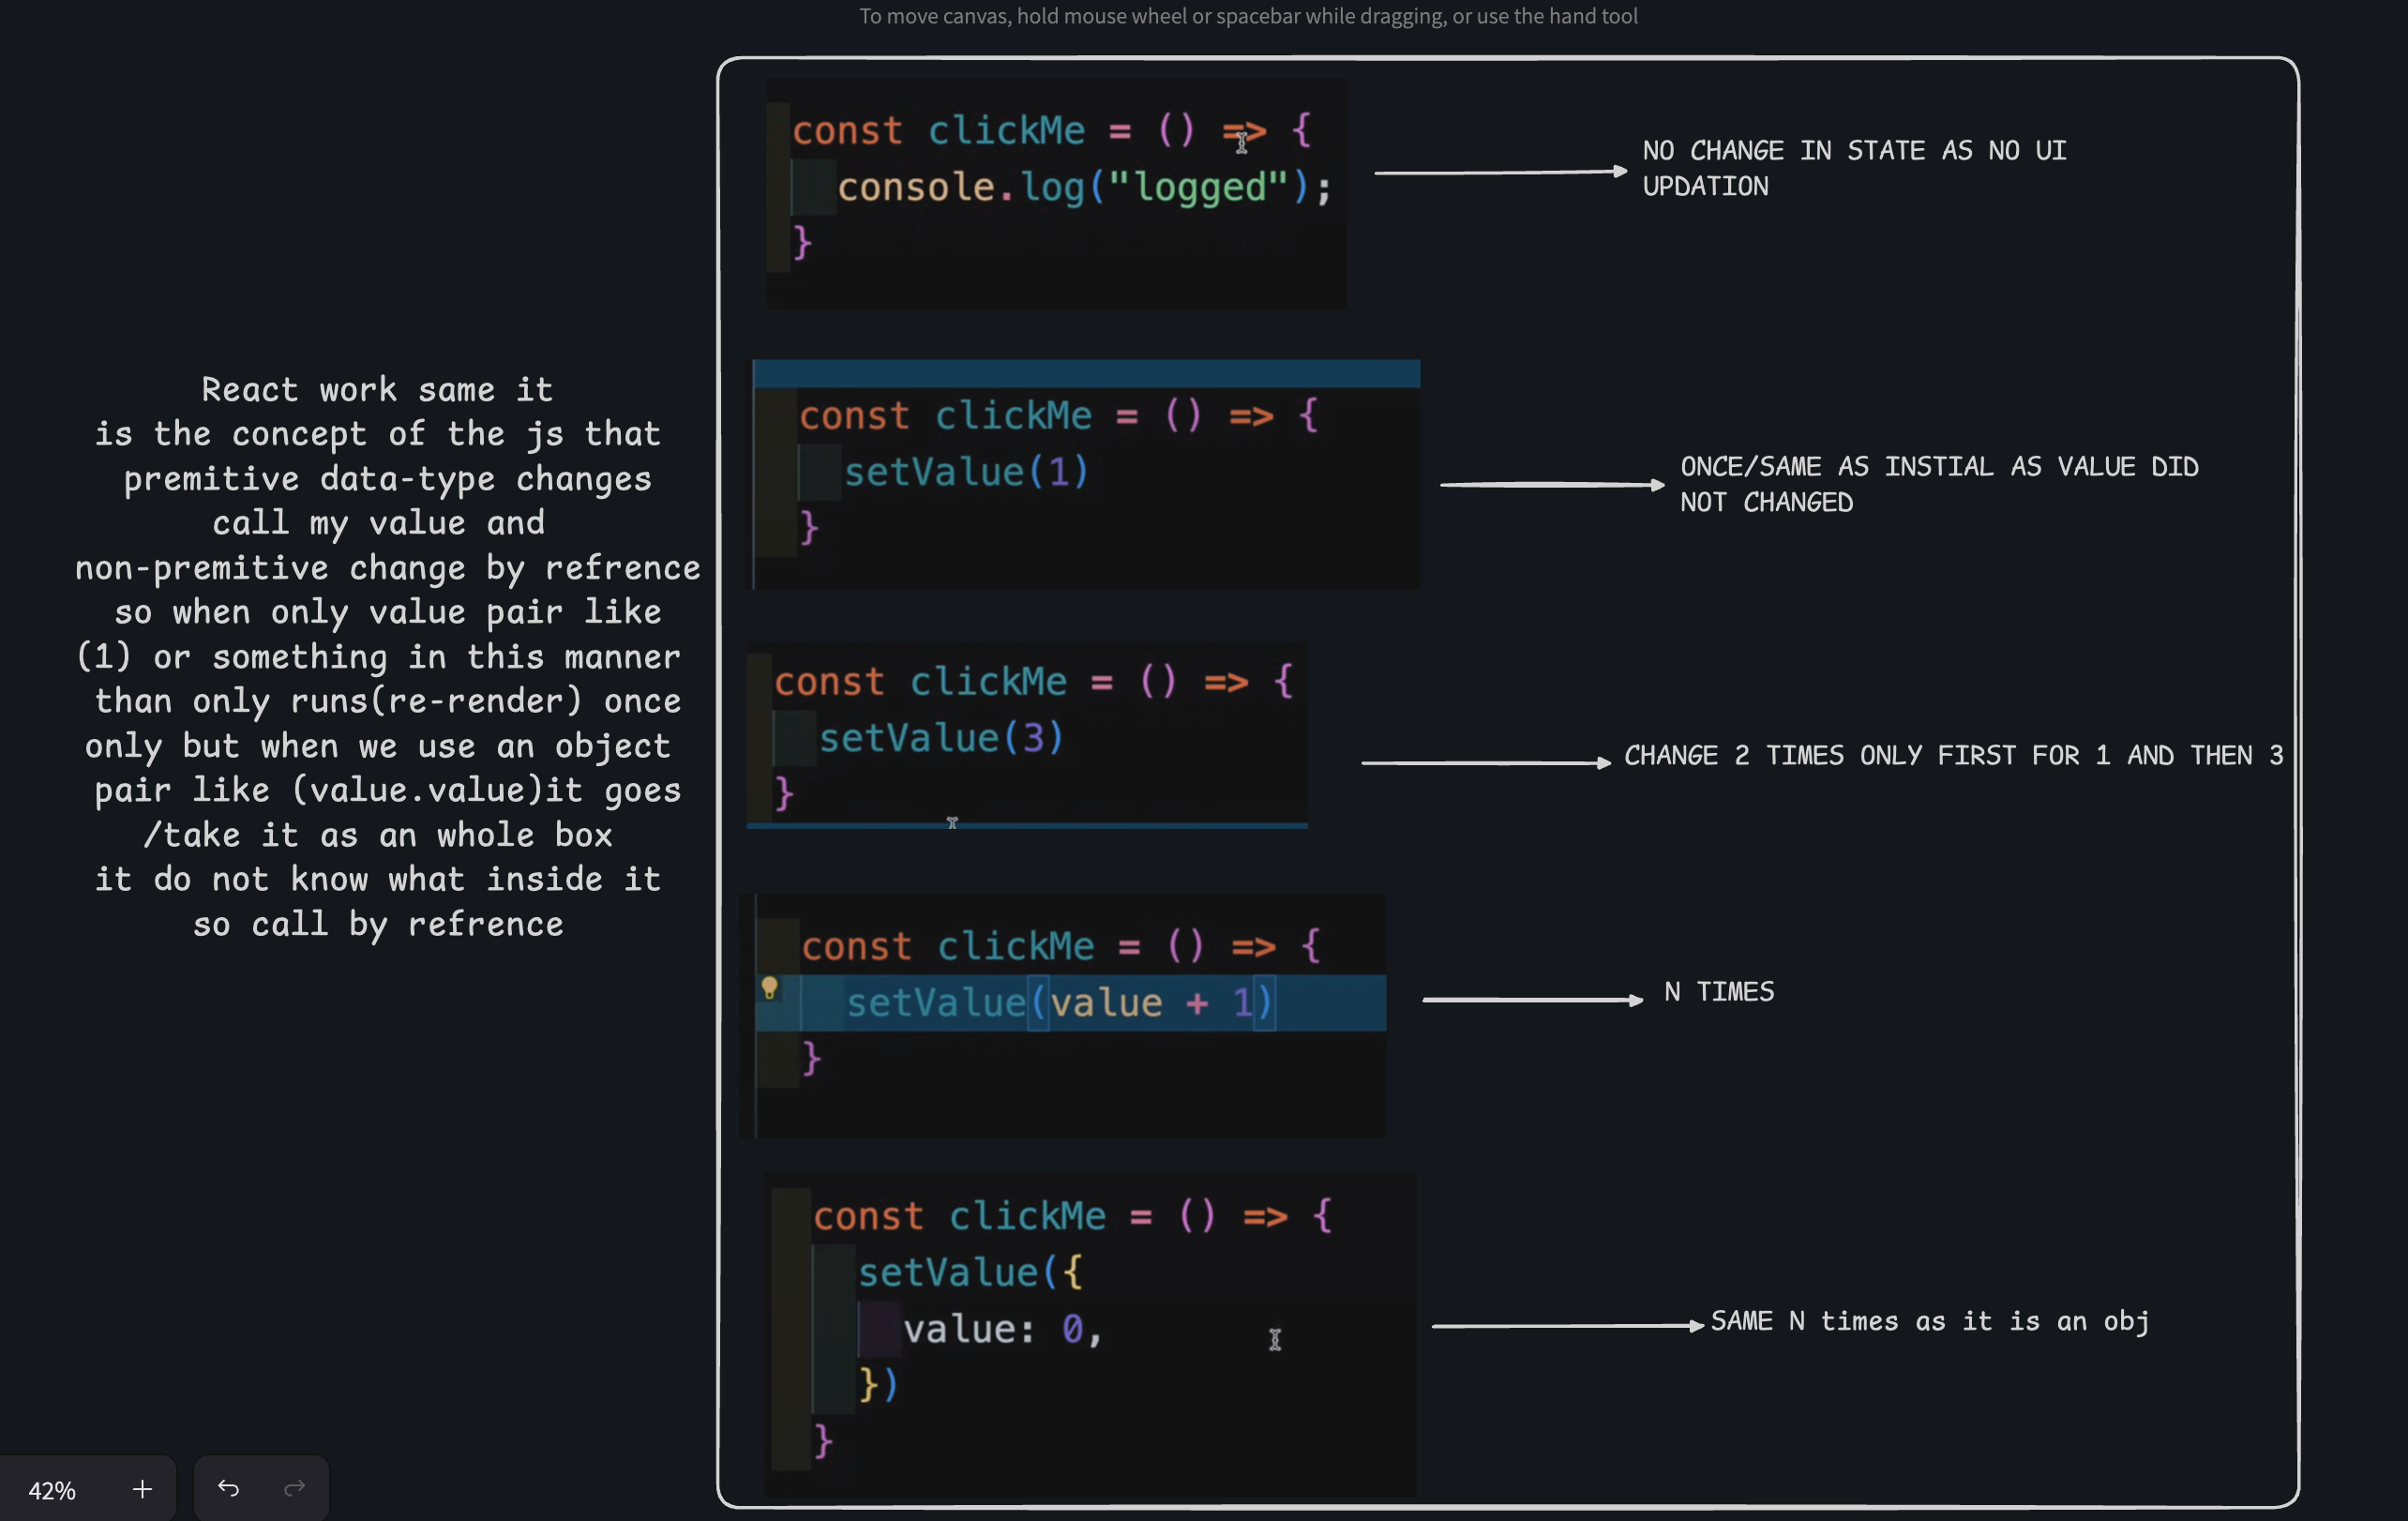 To move canvas, hold mouse wheel or spacebar while dragging, or use the hand tool
React work same it
is the concept of the js that
premitive data-type changes
call my value and
non-premitive change by refrence
so when only value pair like
(1) or something in this manner
than only runs(re-render) once
only but when we use an object
pair like (value.value)it goes
/take it as an whole box
it do not know what inside it
so call by refrence
const clickMe = () => {
console.log("logged");
}
NO CHANGE IN STATE AS NO UI
UPDATION
const clickMe = () => {
setValue(1)
}
ONCE/SAME AS INSTIAL AS VALUE DID
NOT CHANGED
const clickMe = () => {
setValue(3)
}
CHANGE 2 TIMES ONLY FIRST FOR 1 AND THEN 3
const clickMe = () => {
setValue(value + 1)
}
N TIMES
const clickMe = () => {
setValue({
value: 0,
})
}
SAME N times as it is an obj
42%